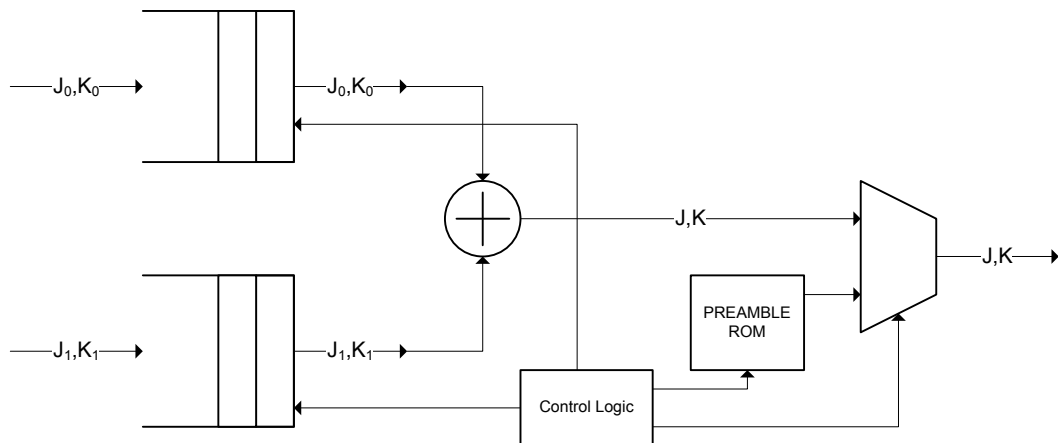 J₀,K₀
J₀,K₀
J,K
J,K
PREAMBLE
ROM
J₁,K₁
J₁,K₁
Control Logic